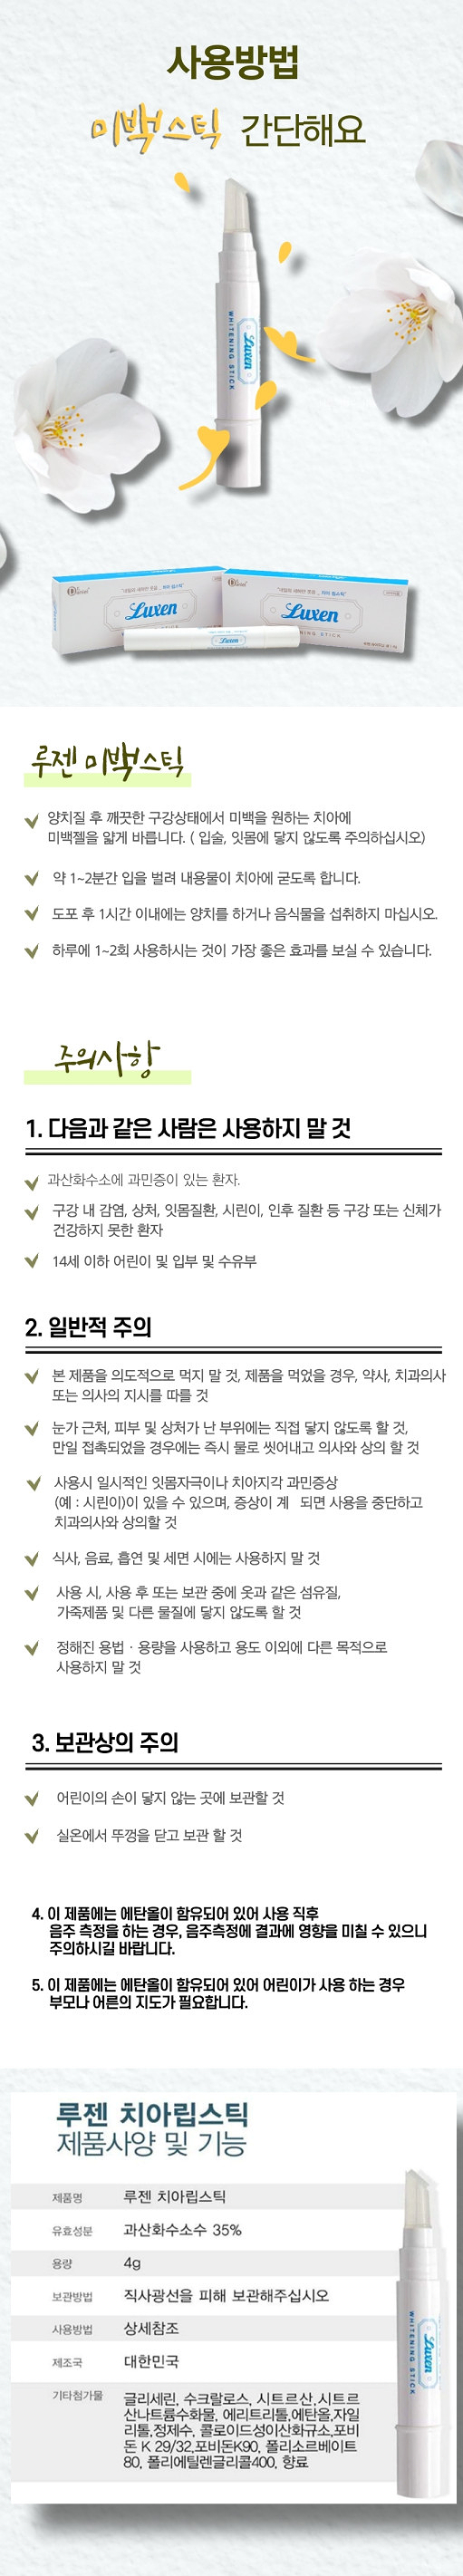 사용방법
미백스틱 간단해요
Luxen
WHITENING STICK
Luxen
Luxen
Luxen
루젠 미백스틱
양치질 후 깨끗한 구강상태에서 미백을 원하는 치아에
미백젤을 얇게 바릅니다. ( 입술, 잇몸에 닿지 않도록 주의하십시오)
약 1~2분간 입을 벌려 내용물이 치아에 굳도록 합니다.
도포 후 1시간 이내에는 양치를 하거나 음식물을 섭취하지 마십시오.
하루에 1~2회 사용하시는 것이 가장 좋은 효과를 보실 수 있습니다.
주의사항
1. 다음과 같은 사람은 사용하지 말 것
과산화수소에 과민증이 있는 환자.
구강 내 감염, 상처, 잇몸질환, 시린이, 인후 질환 등 구강 또는 신체가
건강하지 못한 환자
14세 이하 어린이 및 입부 및 수유부
2. 일반적 주의
본 제품을 의도적으로 먹지 말 것, 제품을 먹었을 경우, 약사, 치과의사
또는 의사의 지시를 따를 것
눈가 근처, 피부 및 상처가 난 부위에는 직접 닿지 않도록 할 것,
만일 접촉되었을 경우에는 즉시 물로 씻어내고 의사와 상의 할 것
사용시 일시적인 잇몸자극이나 치아지각 과민증상
(예 : 시린이)이 있을 수 있으며, 증상이 계 되면 사용을 중단하고
치과의사와 상의할 것
식사, 음료, 흡연 및 세면 시에는 사용하지 말 것
사용 시, 사용 후 또는 보관 중에 옷과 같은 섬유질,
가죽제품 및 다른 물질에 닿지 않도록 할 것
정해진 용법 · 용량을 사용하고 용도 이외에 다른 목적으로
사용하지 말 것
3. 보관상의 주의
어린이의 손이 닿지 않는 곳에 보관할 것
실온에서 뚜껑을 닫고 보관 할 것
4. 이 제품에는 에탄올이 함유되어 있어 사용 직후
음주 측정을 하는 경우, 음주측정에 결과에 영향을 미칠 수 있으니
주의하시길 바랍니다.
5. 이 제품에는 에탄올이 함유되어 있어 어린이가 사용 하는 경우
부모나 어른의 지도가 필요합니다.
루젠 치아립스틱
제품사양 및 기능
제품명 루젠 치아립스틱
유효성분 과산화수소수 35%
용량 4g
보관방법 직사광선을 피해 보관해주십시오
사용방법 상세참조
제조국 대한민국
기타첨가물 글리세린, 수크랄로스, 시트르산,시트르
산나트륨수화물, 에리트리톨,에탄올,자일
리톨,정제수, 콜로이드성이산화규소,포비
돈 K 29/32,포비돈K90, 폴리소르베이트
80, 폴리에틸렌글리콜400, 향료
Luxen
WHITENING STICK